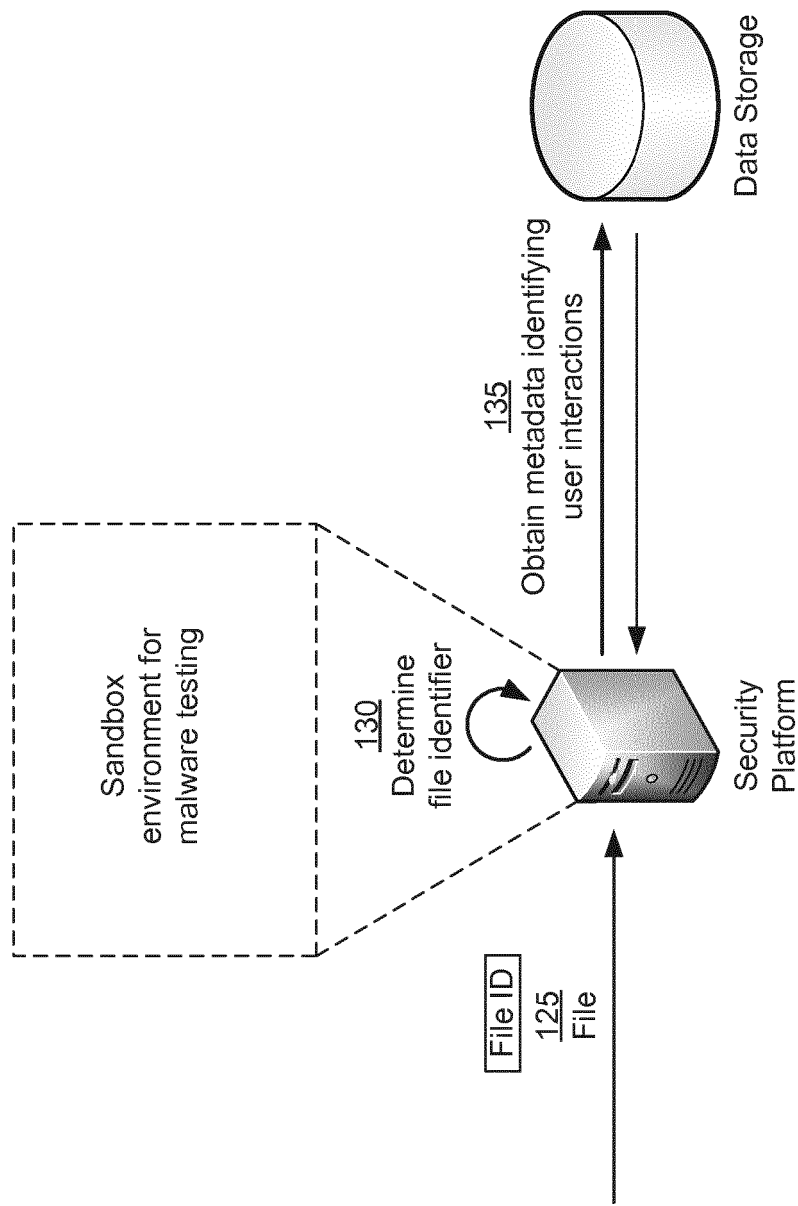 Sandbox
environment for
malware testing
130
Determine
file identifier
File ID
125
File
135
Obtain metadata identifying
user interactions
Security
Platform
Data Storage